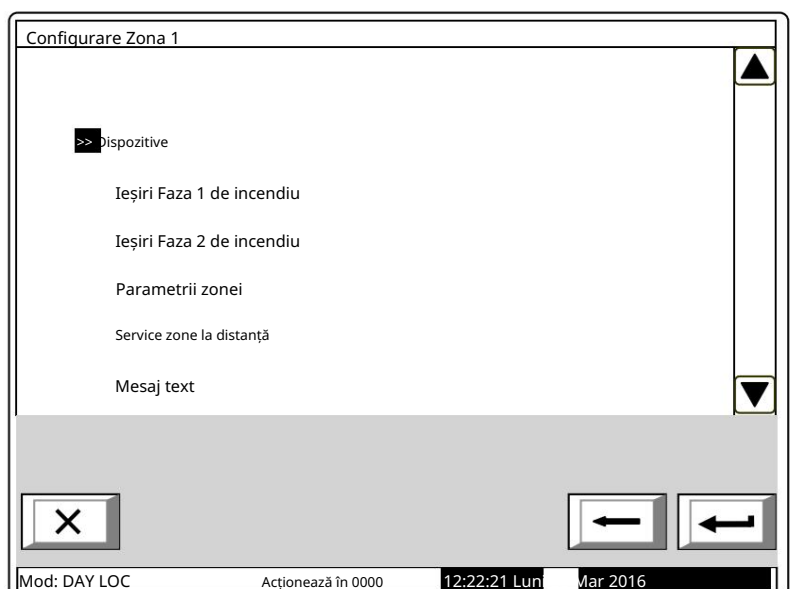 Configurare Zona 1
>> Dispozitive
Ieșiri Faza 1 de incendiu
Ieșiri Faza 2 de incendiu
Parametrii zonei
Service zone la distanță
Mesaj text
Mod: DAY LOC Acționează în 0000 12:22:21 Luni Mar 2016